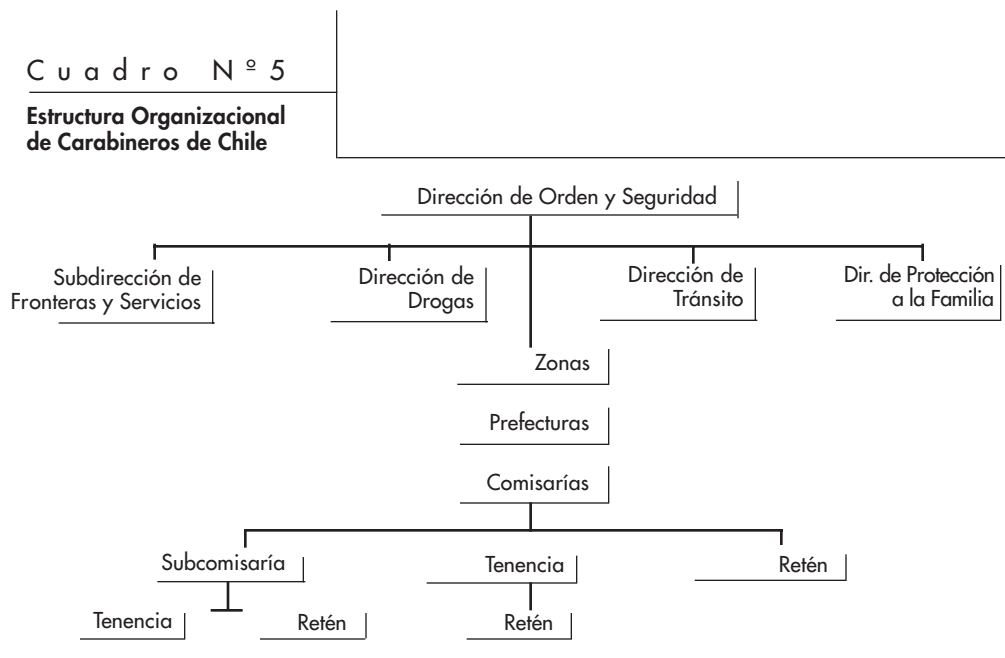 Cuadro Nº 5
Estructura Organizacional
de Carabineros de Chile
Dirección de Orden y Seguridad
Subdirección de
Fronteras y Servicios
Dirección de
Drogas
Dirección de
Tránsito
Dir. de Protección
a la Familia
Zonas
Prefecturas
Comisarías
Subcomisaría
Tenencia
Retén
Tenencia
Retén
Retén